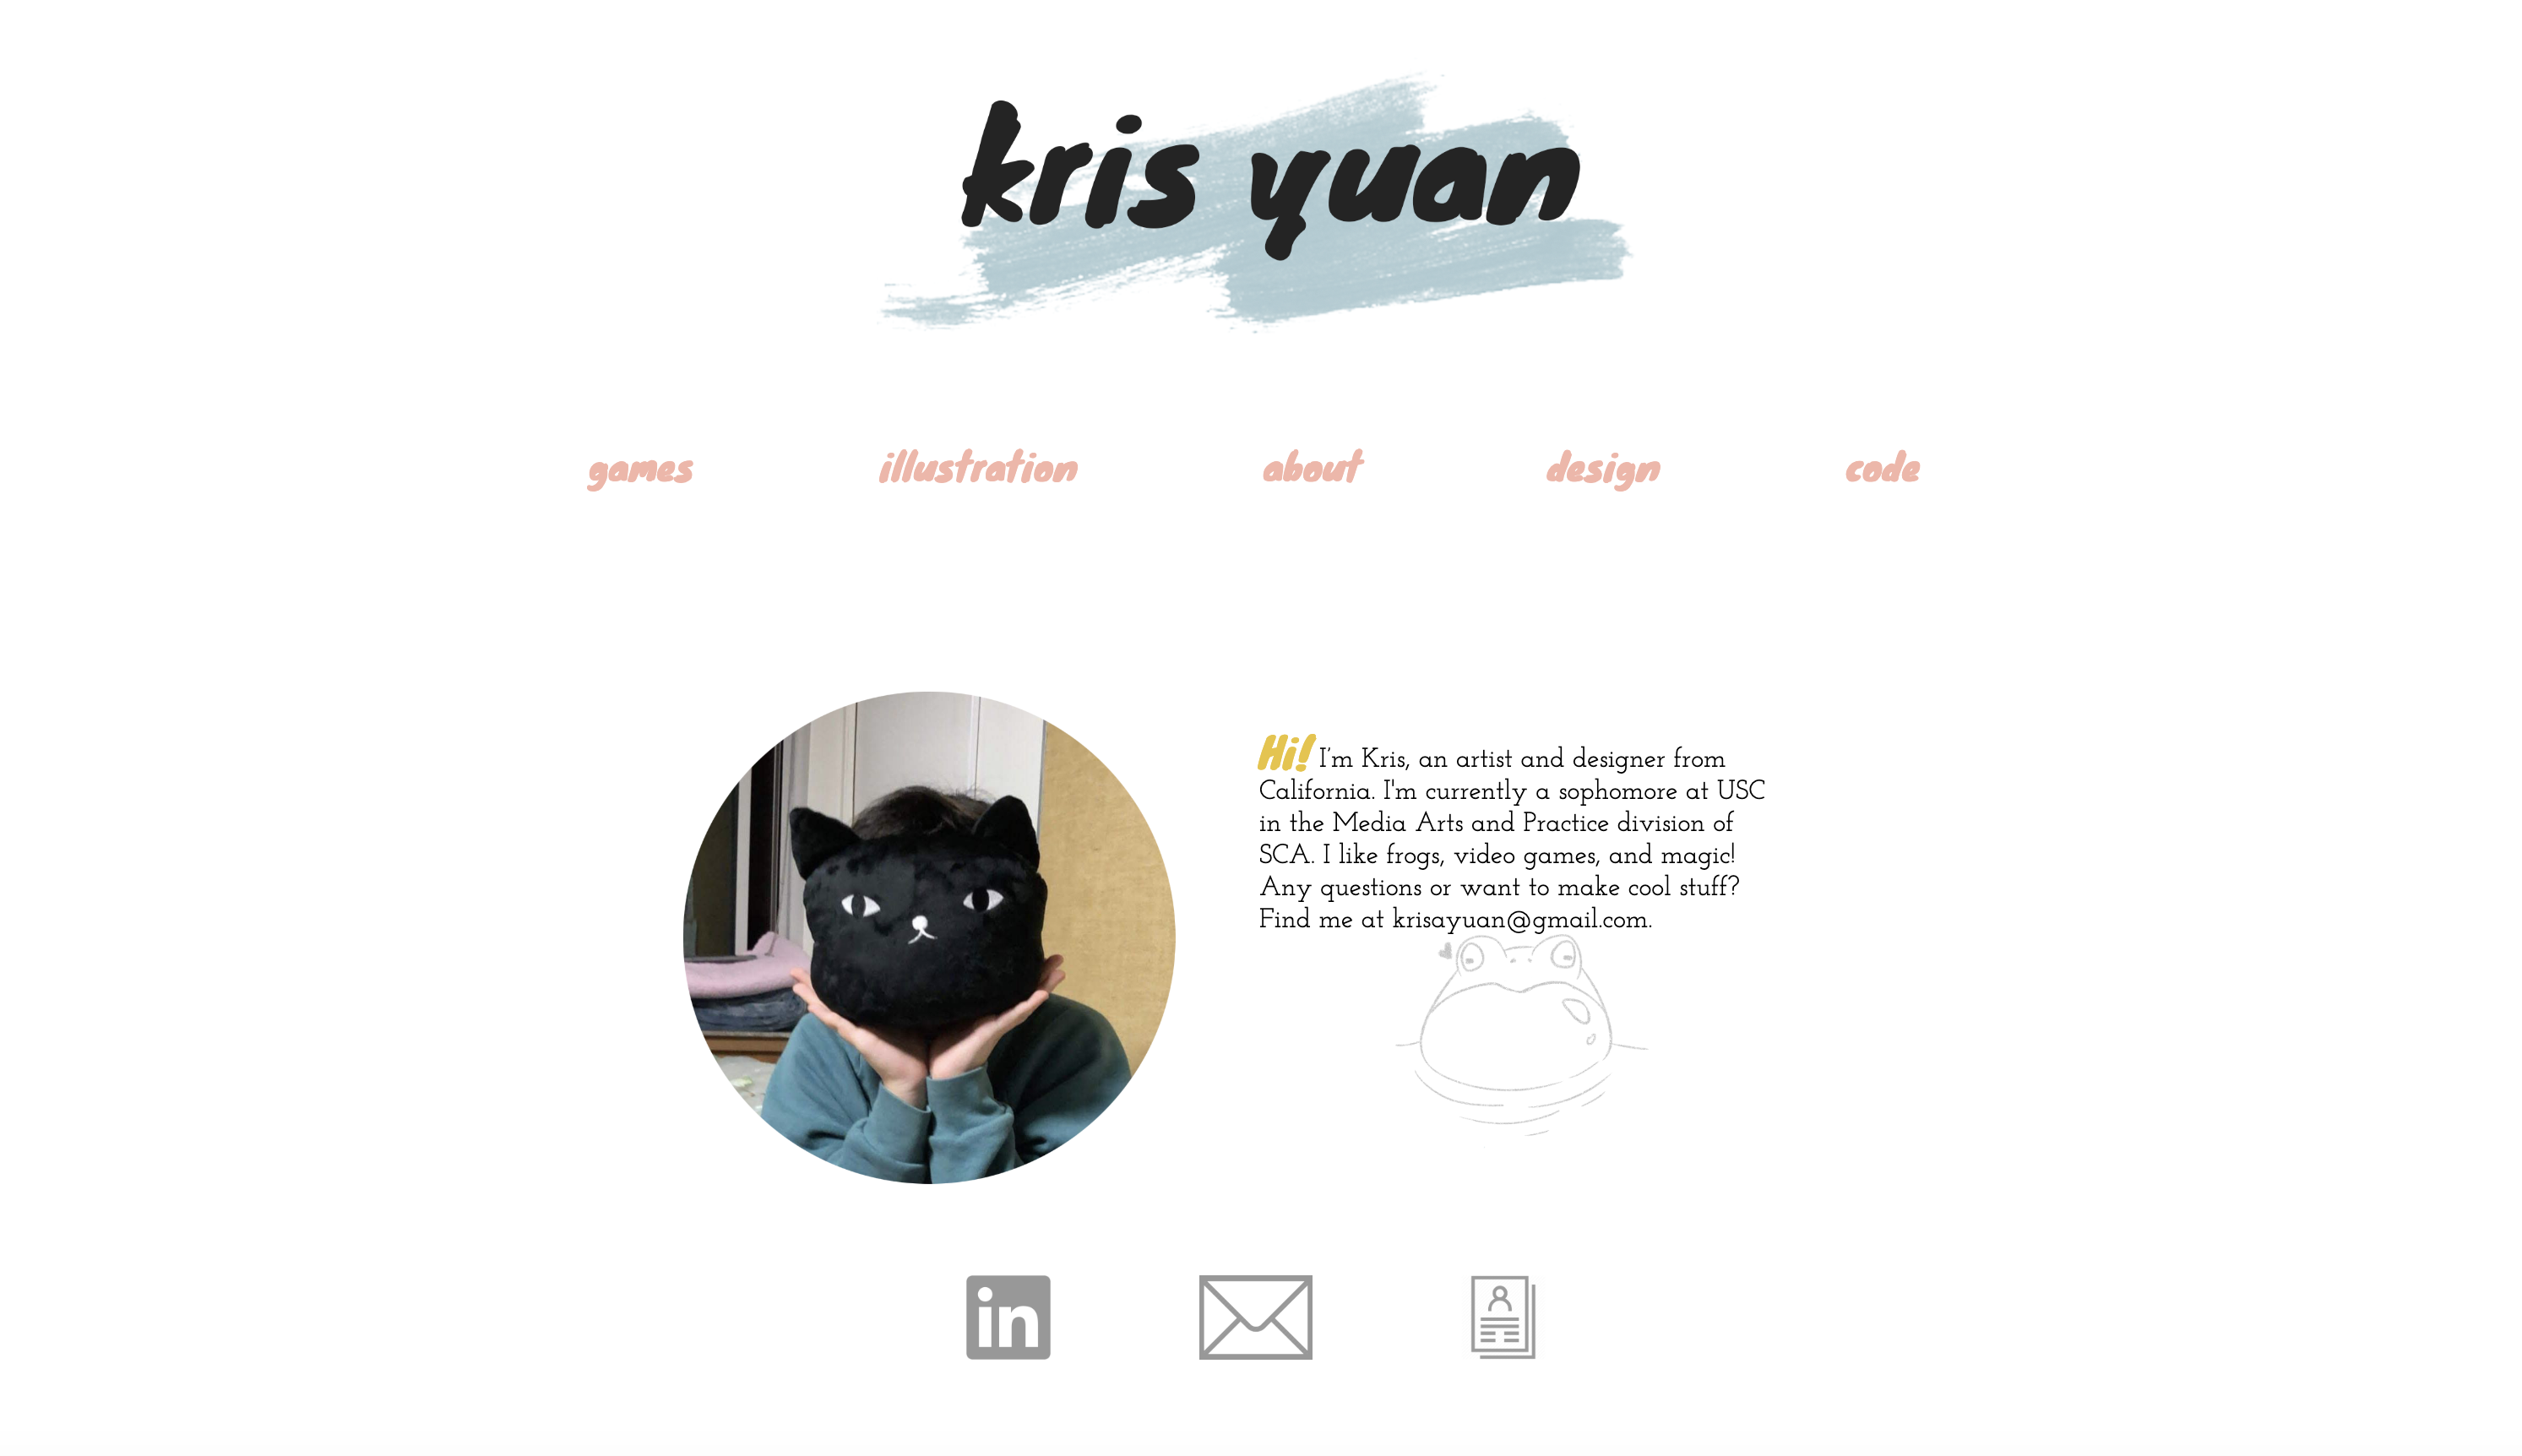 kris yuan
games illustration about design code
Hi! I'm Kris, an artist and designer from
California. I'm currently a sophomore at USC
in the Media Arts and Practice division of
SCA. I like frogs, video games, and magic!
Any questions or want to make cool stuff?
Find me at krisayuan@gmail.com.
in